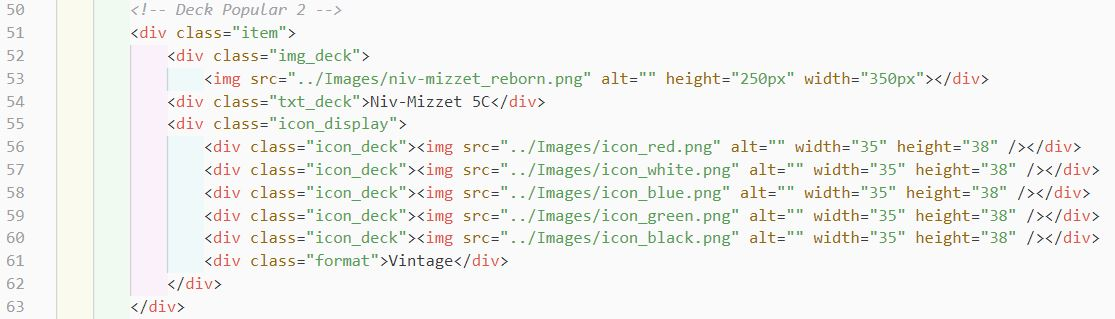 50 <!-- Deck Popular 2 -->
51 <div class="item">
52 <div class="img_deck">
53 <img src="../Images/niv-mizzet_reborn.png" alt="" height="250px" width="350px"></div>
54 <div class="txt_deck">Niv-Mizzet 5C</div>
55 <div class="icon_display">
56 <div class="icon_deck"><img src="../Images/icon_red.png" alt="" width="35" height="38" /></div>
57 <div class="icon_deck"><img src="../Images/icon_white.png" alt="" width="35" height="38" /></div>
58 <div class="icon_deck"><img src="../Images/icon_blue.png" alt="" width="35" height="38" /></div>
59 <div class="icon_deck"><img src="../Images/icon_green.png" alt="" width="35" height="38" /></div>
60 <div class="icon_deck"><img src="../Images/icon_black.png" alt="" width="35" height="38" /></div>
61 <div class="format">Vintage</div>
62 </div>
63 </div>